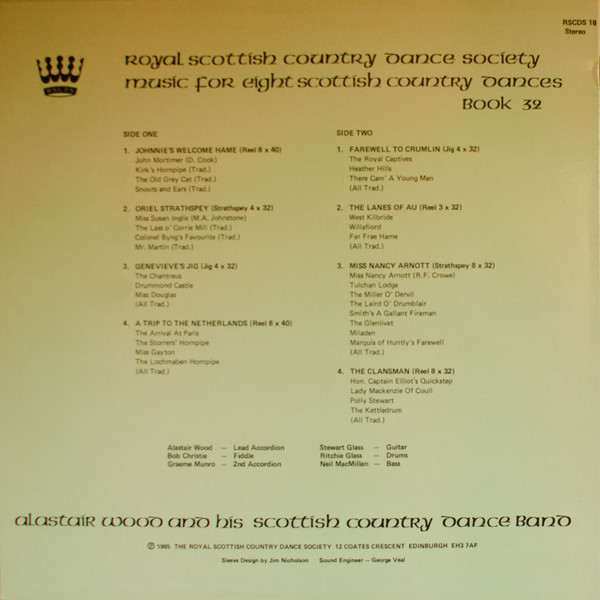 RSCDS 18
Stereo
Royal Scottish Country Dance Society
Music for Eight Scottish Country Dances
Book 32
RSCDS
SIDE ONE
1. JOHNNIE'S WELCOME HAME (Reel 8 x 40)
John Mortimer (D. Cook)
Kirk's Hornpipe (Trad.)
The Old Grey Cat (Trad.)
Snouts and Ears (Trad.)
2. ORIEL STRATHSPEY (Strathspey 4 x 32)
Miss Susan Inglis (M.A. Johnstone)
The Lass o' Corrie Mill (Trad.)
Colonel Byng's Favourite (Trad.)
Mr. Martin (Trad.)
3. GENEVIEVE'S JIG (Jig 4 x 32)
The Chantreus
Drummond Castle
Miss Douglas
(All Trad.)
4. A TRIP TO THE NETHERLANDS (Reel 8 x 40)
The Arrival At Paris
The Storrers' Hornpipe
Miss Gayton
The Lochmaben Hornpipe
(All Trad.)
SIDE TWO
1. FAREWELL TO CRUMLIN (Jig 4 x 32)
The Royal Captives
Heather Hills
There Cam' A Young Man
(All Trad.)
2. THE LANES OF AU (Reel 3 x 32)
West Kilbride
Willafjord
Far Frae Hame
(All Trad.)
3. MISS NANCY ARNOTT (Strathspey 8 x 32)
Miss Nancy Arnott (R.F. Crowe)
Tulchan Lodge
The Miller O' Dervil
The Laird O' Drumblair
Smith's A Gallant Fireman
The Glenlivet
Miladen
Marquis of Huntly's Farewell
(All Trad.)
4. THE CLANSMAN (Reel 8 x 32)
Hon. Captain Elliot's Quickstep
Lady Mackenzie Of Coull
Polly Stewart
The Kettledrum
(All Trad.)
Alastair Wood — Lead Accordion
Bob Christie — Fiddle
Graeme Munro — 2nd Accordion
Stewart Glass — Guitar
Ritchie Glass — Drums
Neil MacMillan — Bass
Alastair Wood and his Scottish Country Dance Band
℗ 1985 THE ROYAL SCOTTISH COUNTRY DANCE SOCIETY 12 COATES CRESCENT EDINBURGH EH3 7AF
Sleeve Design by Jim Nicholson Sound Engineer — George Veal